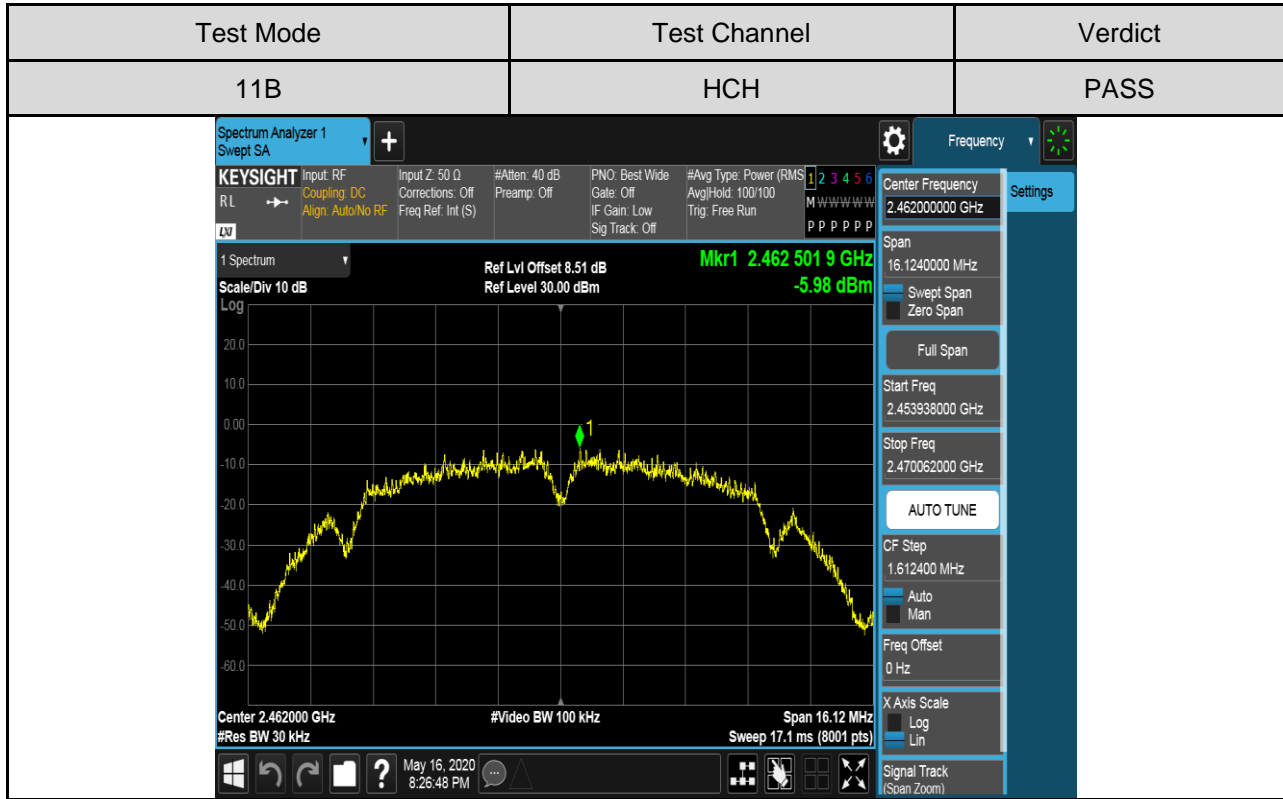 Test Mode Test Channel Verdict
11B HCH PASS
Spectrum Analyzer 1
Swept SA
+
Frequency
KEYSIGHT Input: RF Input Z: 50 Ω #Atten: 40 dB PNO: Best Wide #Avg Type: Power (RMS 1 2 3 4 5 6
RL Coupling: DC Corrections: Off Preamp: Off Gate: Off Avg|Hold: 100/100 M W W W W W
Align: Auto/No RF Freq Ref: Int (S) IF Gain: Low Trig: Free Run
LXI Sig Track: Off P P P P P P
1 Spectrum
Scale/Div 10 dB
Ref Lvl Offset 8.51 dB
Ref Level 30.00 dBm
Mkr1 2.462 501 9 GHz
-5.98 dBm
Log
20.0
10.0
0.00
-10.0
-20.0
-30.0
-40.0
-50.0
-60.0
1
Center 2.462000 GHz #Video BW 100 kHz Span 16.12 MHz
#Res BW 30 kHz Sweep 17.1 ms (8001 pts)
Center Frequency
2.462000000 GHz
Settings
Span
16.1240000 MHz
Swept Span
Zero Span
Full Span
Start Freq
2.453938000 GHz
Stop Freq
2.470062000 GHz
AUTO TUNE
CF Step
1.612400 MHz
Auto
Man
Freq Offset
0 Hz
X Axis Scale
Log
Lin
Signal Track
(Span Zoom)
?
May 16, 2020
8:26:48 PM